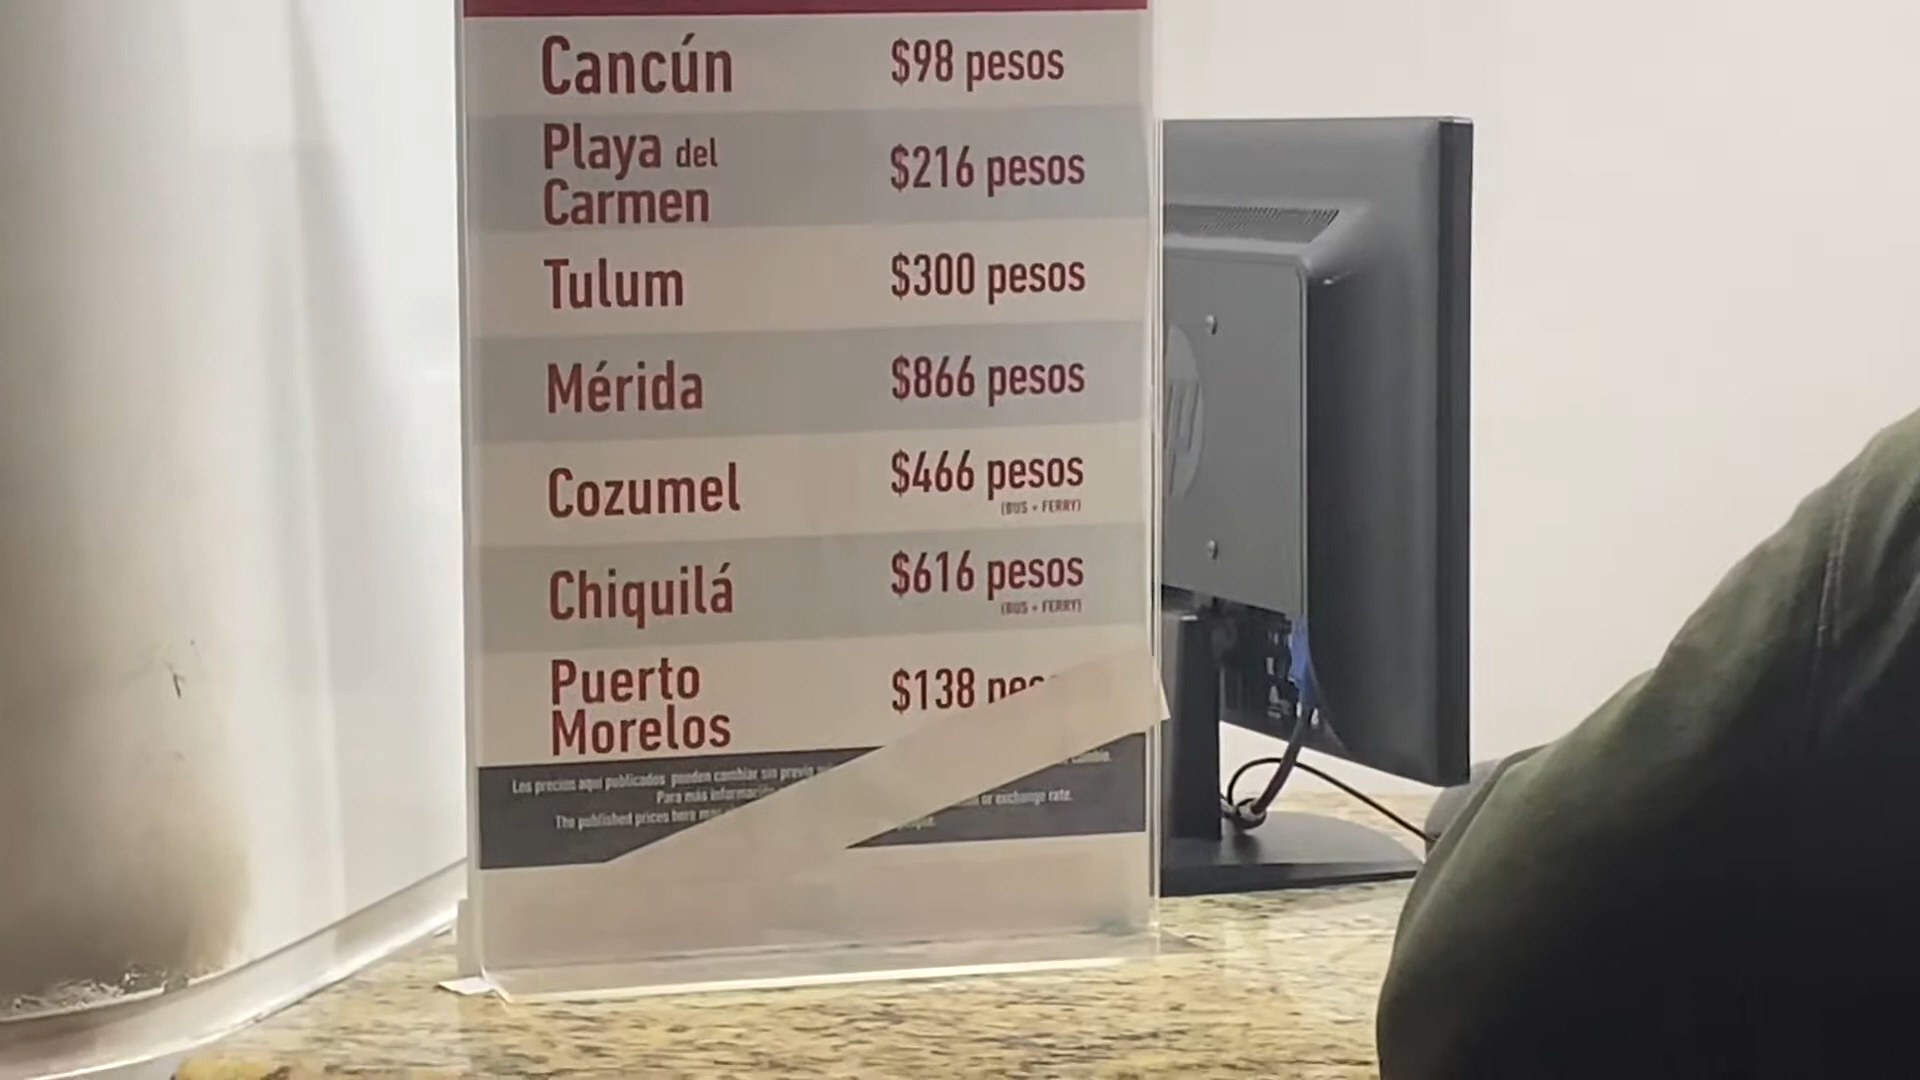 Cancún $98 pesos
Playa del
Carmen $216 pesos
Tulum $300 pesos
Mérida $866 pesos
Cozumel $466 pesos
(BUS + FERRY)
Chiquilá $616 pesos
(BUS + FERRY)
Puerto
Morelos $138
Los precios aquí publicados pueden cambiar sin previo
Para más información
or exchange rate.
The published prices here
hp